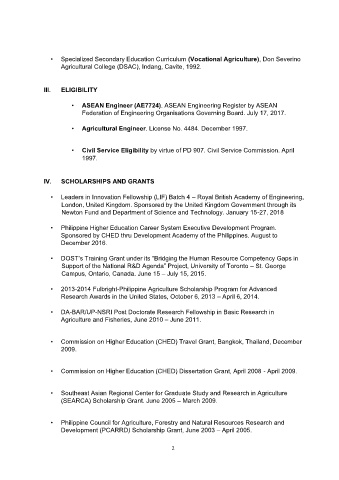 • Specialized Secondary Education Curriculum (Vocational Agriculture), Don Severino
Agricultural College (DSAC), Indang, Cavite, 1992.
III. ELIGIBILITY
• ASEAN Engineer (AE7724). ASEAN Engineering Register by ASEAN
Federation of Engineering Organisations Governing Board. July 17, 2017.
• Agricultural Engineer. License No. 4484. December 1997.
• Civil Service Eligibility by virtue of PD 907. Civil Service Commission. April
1997.
IV. SCHOLARSHIPS AND GRANTS
• Leaders in Innovation Fellowship (LIF) Batch 4 – Royal British Academy of Engineering,
London, United Kingdom. Sponsored by the United Kingdom Government through its
Newton Fund and Department of Science and Technology. January 15-27, 2018
• Philippine Higher Education Career System Executive Development Program.
Sponsored by CHED thru Development Academy of the Philippines. August to
December 2016.
• DOST's Training Grant under its "Bridging the Human Resource Competency Gaps in
Support of the National R&D Agenda" Project, University of Toronto – St. George
Campus, Ontario, Canada. June 15 – July 15, 2015.
• 2013-2014 Fulbright-Philippine Agriculture Scholarship Program for Advanced
Research Awards in the United States, October 6, 2013 – April 6, 2014.
• DA-BAR/UP-NSRI Post Doctorate Research Fellowship in Basic Research in
Agriculture and Fisheries, June 2010 – June 2011.
• Commission on Higher Education (CHED) Travel Grant, Bangkok, Thailand, December
2009.
• Commission on Higher Education (CHED) Dissertation Grant, April 2008 - April 2009.
• Southeast Asian Regional Center for Graduate Study and Research in Agriculture
(SEARCA) Scholarship Grant. June 2005 – March 2009.
• Philippine Council for Agriculture, Forestry and Natural Resources Research and
Development (PCARRD) Scholarship Grant, June 2003 – April 2005.